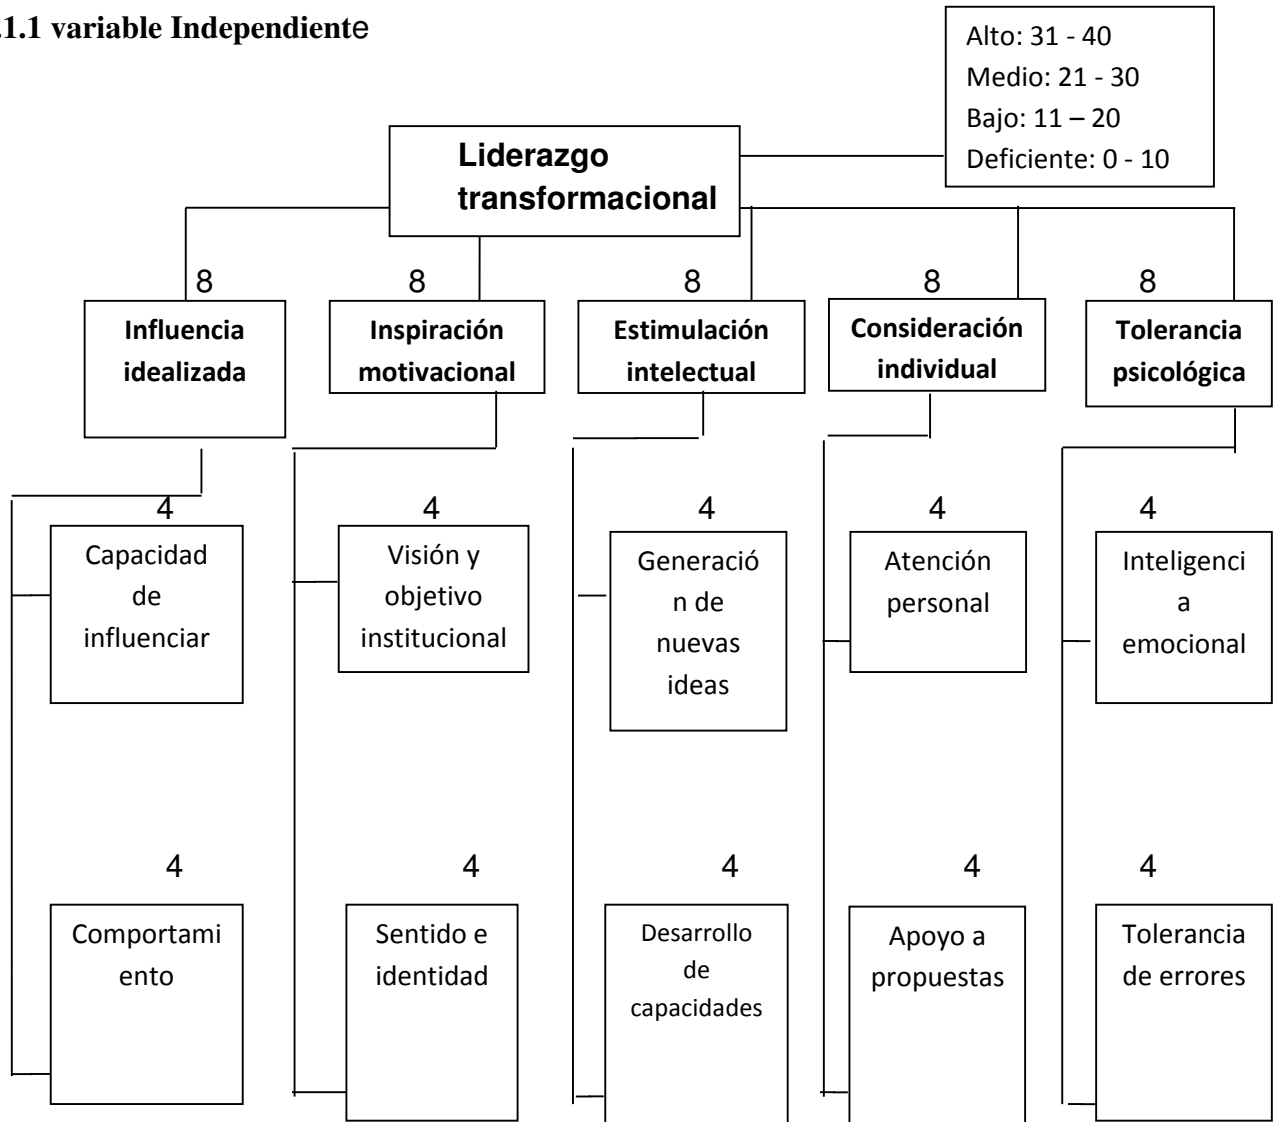 .1.1 variable Independiente
Alto: 31 - 40
Medio: 21 - 30
Bajo: 11 – 20
Deficiente: 0 - 10
Liderazgo
transformacional
8
8
8
8
8
Influencia
idealizada
Inspiración
motivacional
Estimulación
intelectual
Consideración
individual
Tolerancia
psicológica
4
4
4
4
4
Capacidad
de
influenciar
Visión y
objetivo
institucional
Generació
n de
nuevas
ideas
Atención
personal
Inteligenci
a
emocional
4
4
4
4
4
Comportami
ento
Sentido e
identidad
Desarrollo
de
capacidades
Apoyo a
propuestas
Tolerancia
de errores